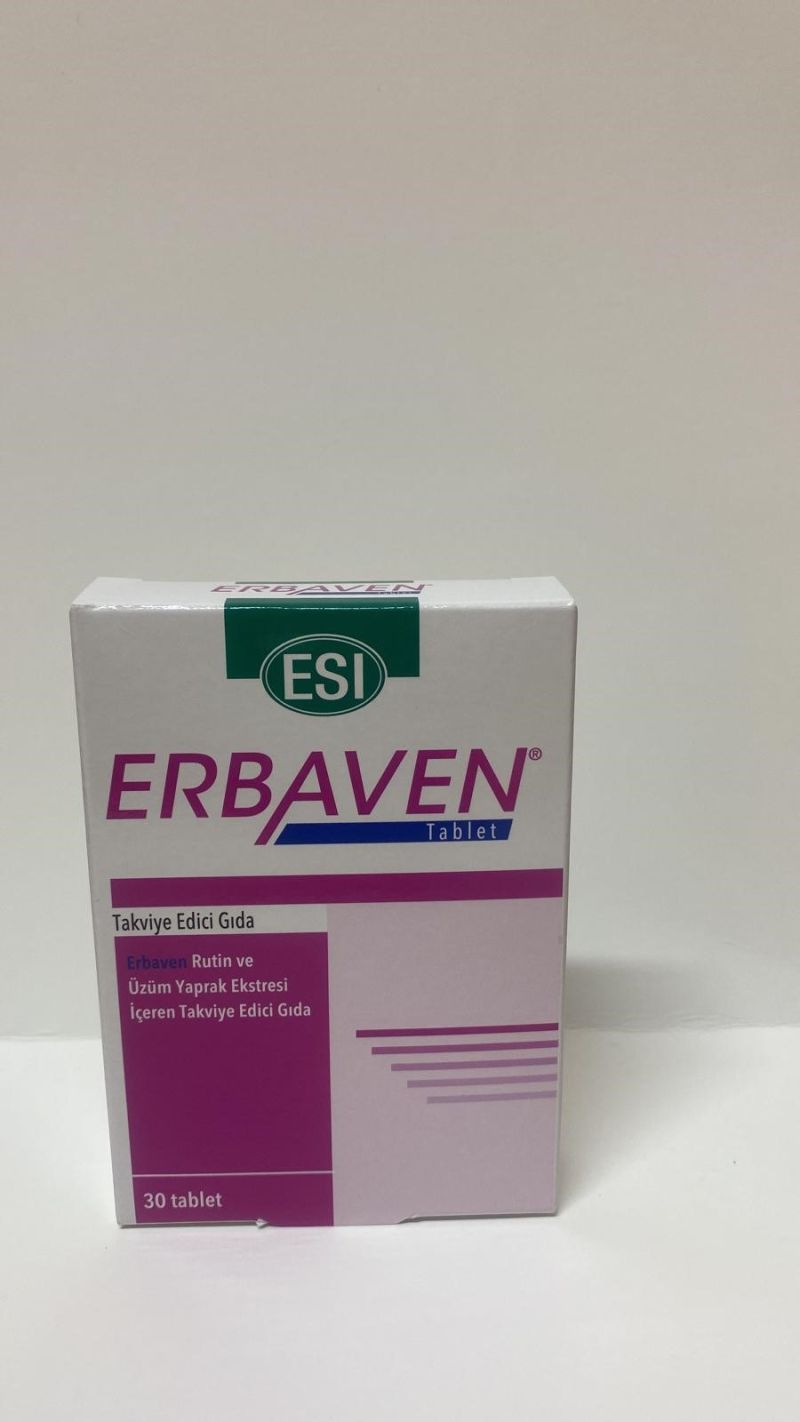 ERBAVEN
ESI
ERBAVEN®
Tablet
Takviye Edici Gıda
Erbaven Rutin ve
Üzüm Yaprak Ekstresi
İçeren Takviye Edici Gıda
30 tablet